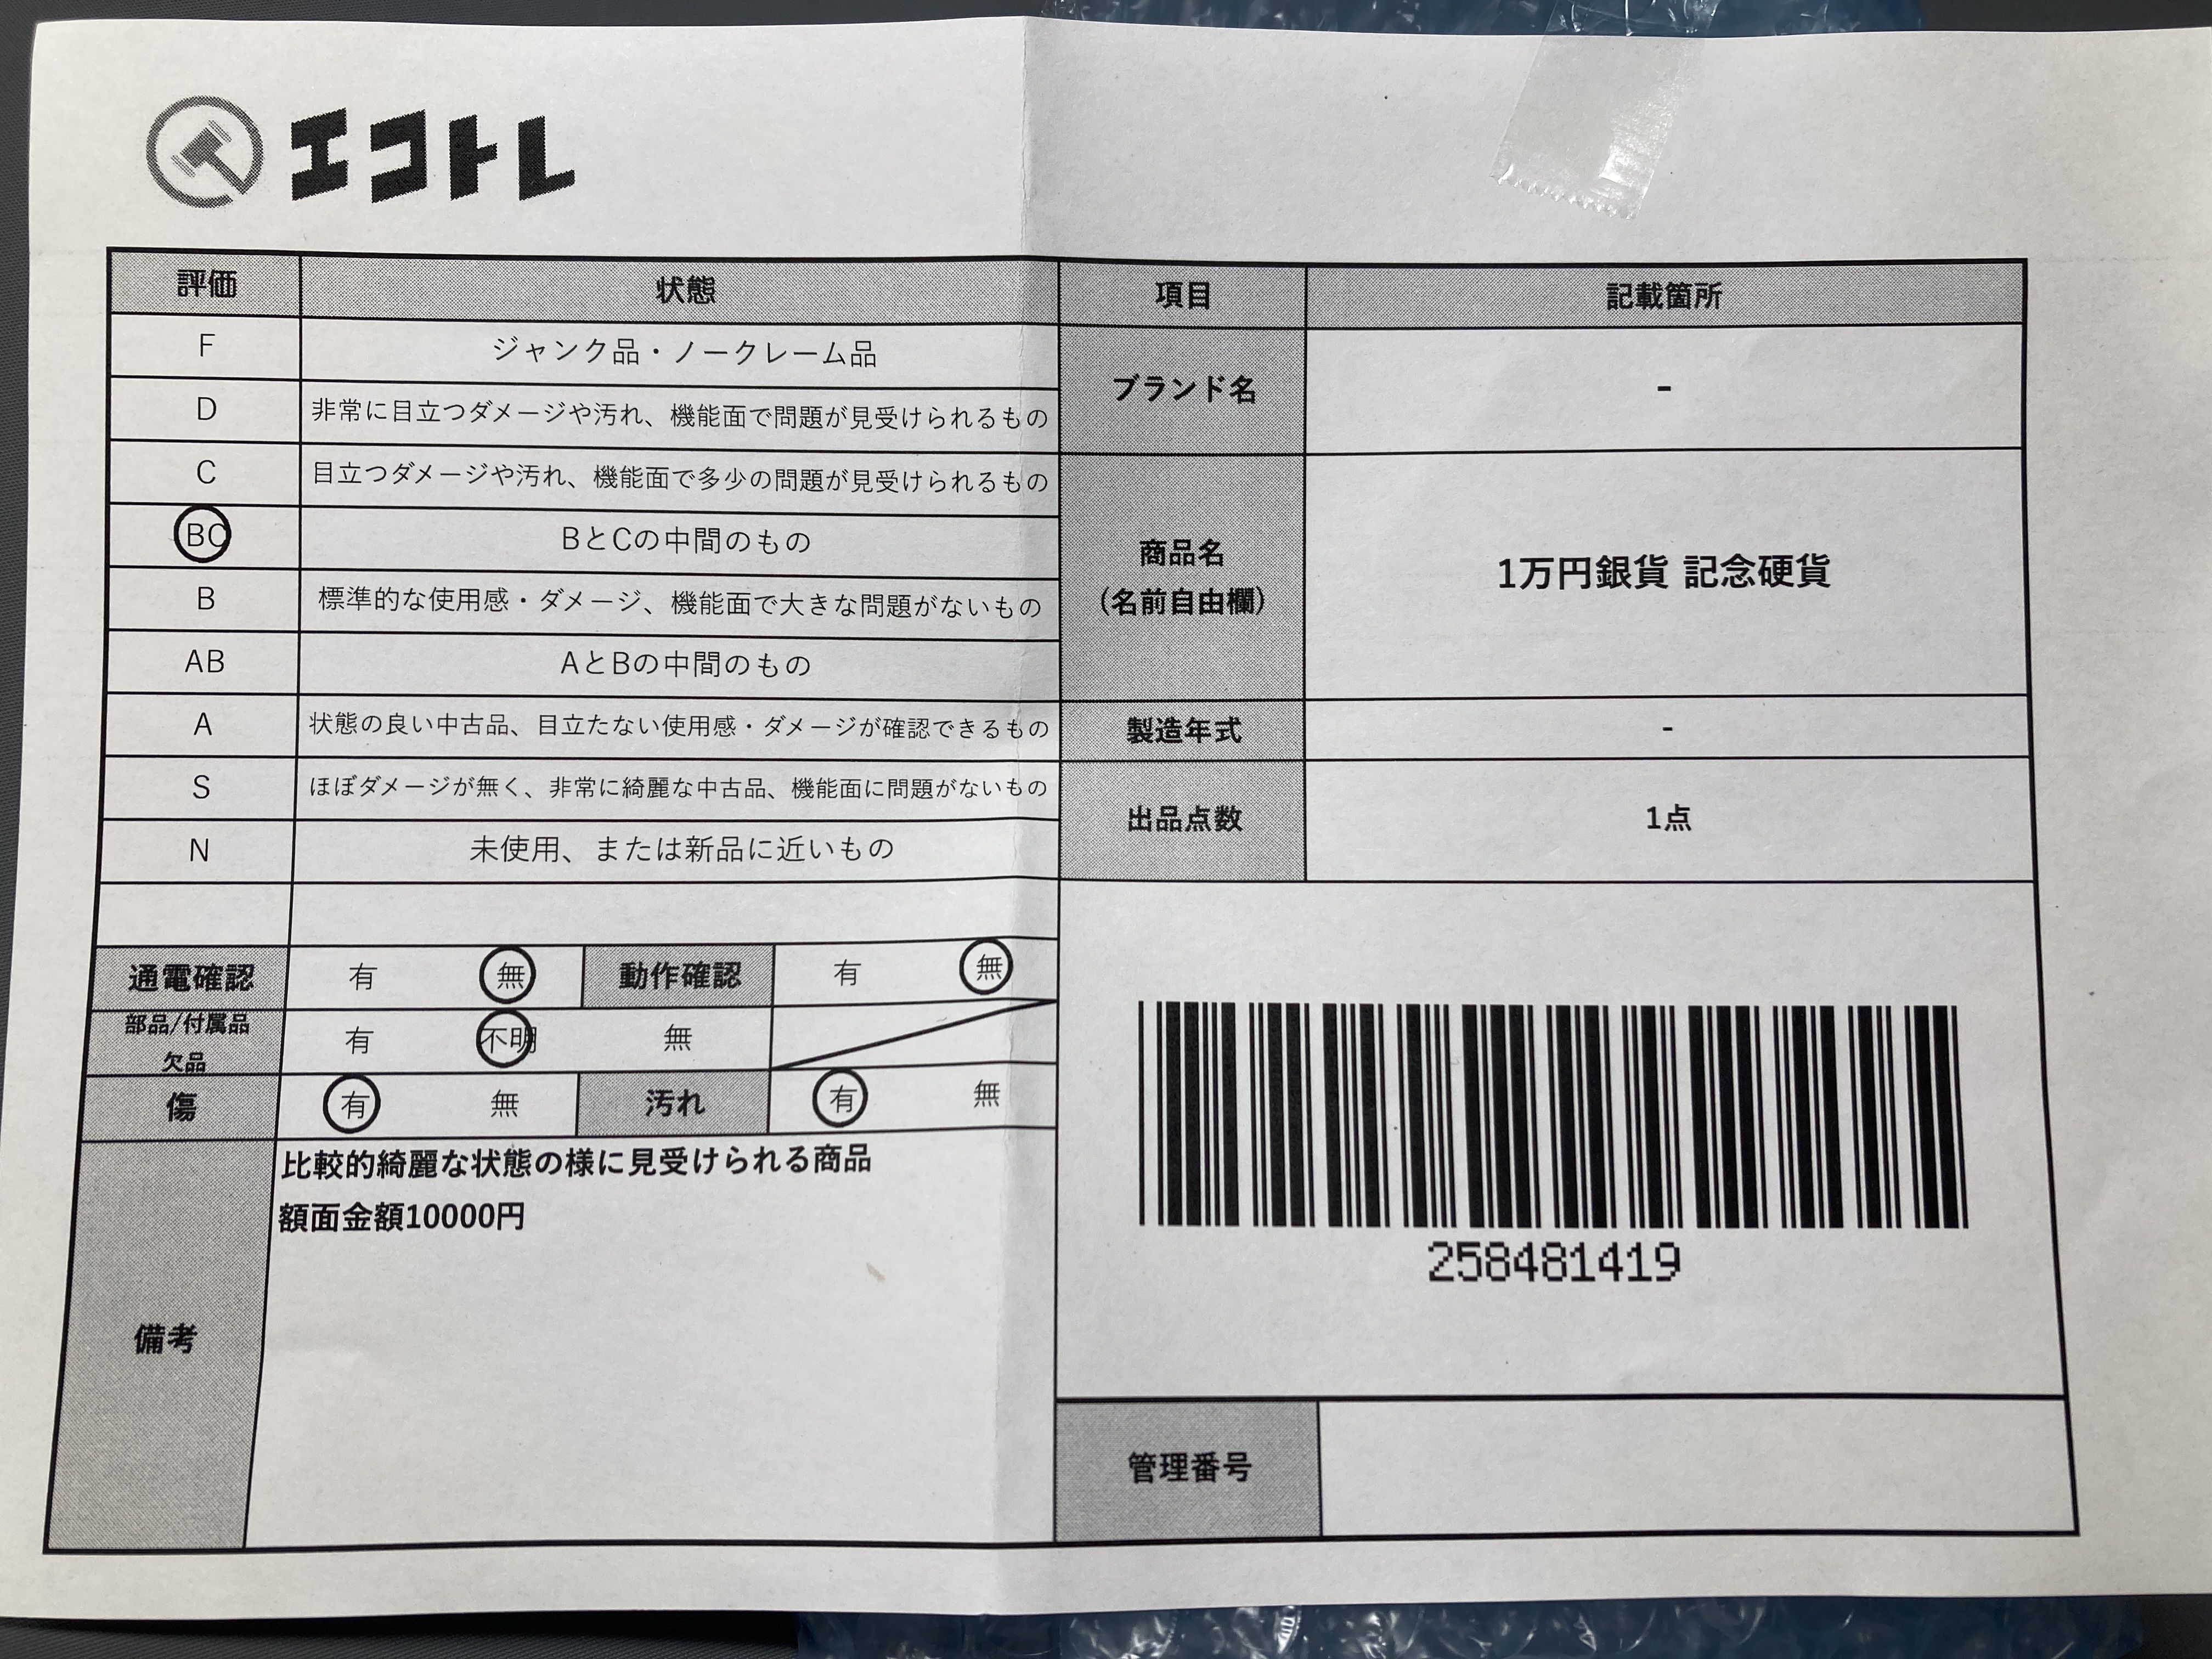 エコトレ
評価 状態
F ジャンク品・ノークレーム品
D 非常に目立つダメージや汚れ、機能面で問題が見受けられるもの
C 目立つダメージや汚れ、機能面で多少の問題が見受けられるもの
BC BとCの中間のもの
B 標準的な使用感・ダメージ、機能面で大きな問題がないもの
AB AとBの中間のもの
A 状態の良い中古品、目立たない使用感・ダメージが確認できるもの
S ほぼダメージが無く、非常に綺麗な中古品、機能面に問題がないもの
N 未使用、または新品に近いもの
通電確認 有 無 動作確認 有 無
部品/付属品
欠品 有 不明 無
傷 有 無 汚れ 有 無
備考
比較的綺麗な状態の様に見受けられる商品
額面金額10000円
項目 記載箇所
ブランド名 -
商品名
(名前自由欄)
1万円銀貨 記念硬貨
製造年式 -
出品点数 1点
258481419
管理番号